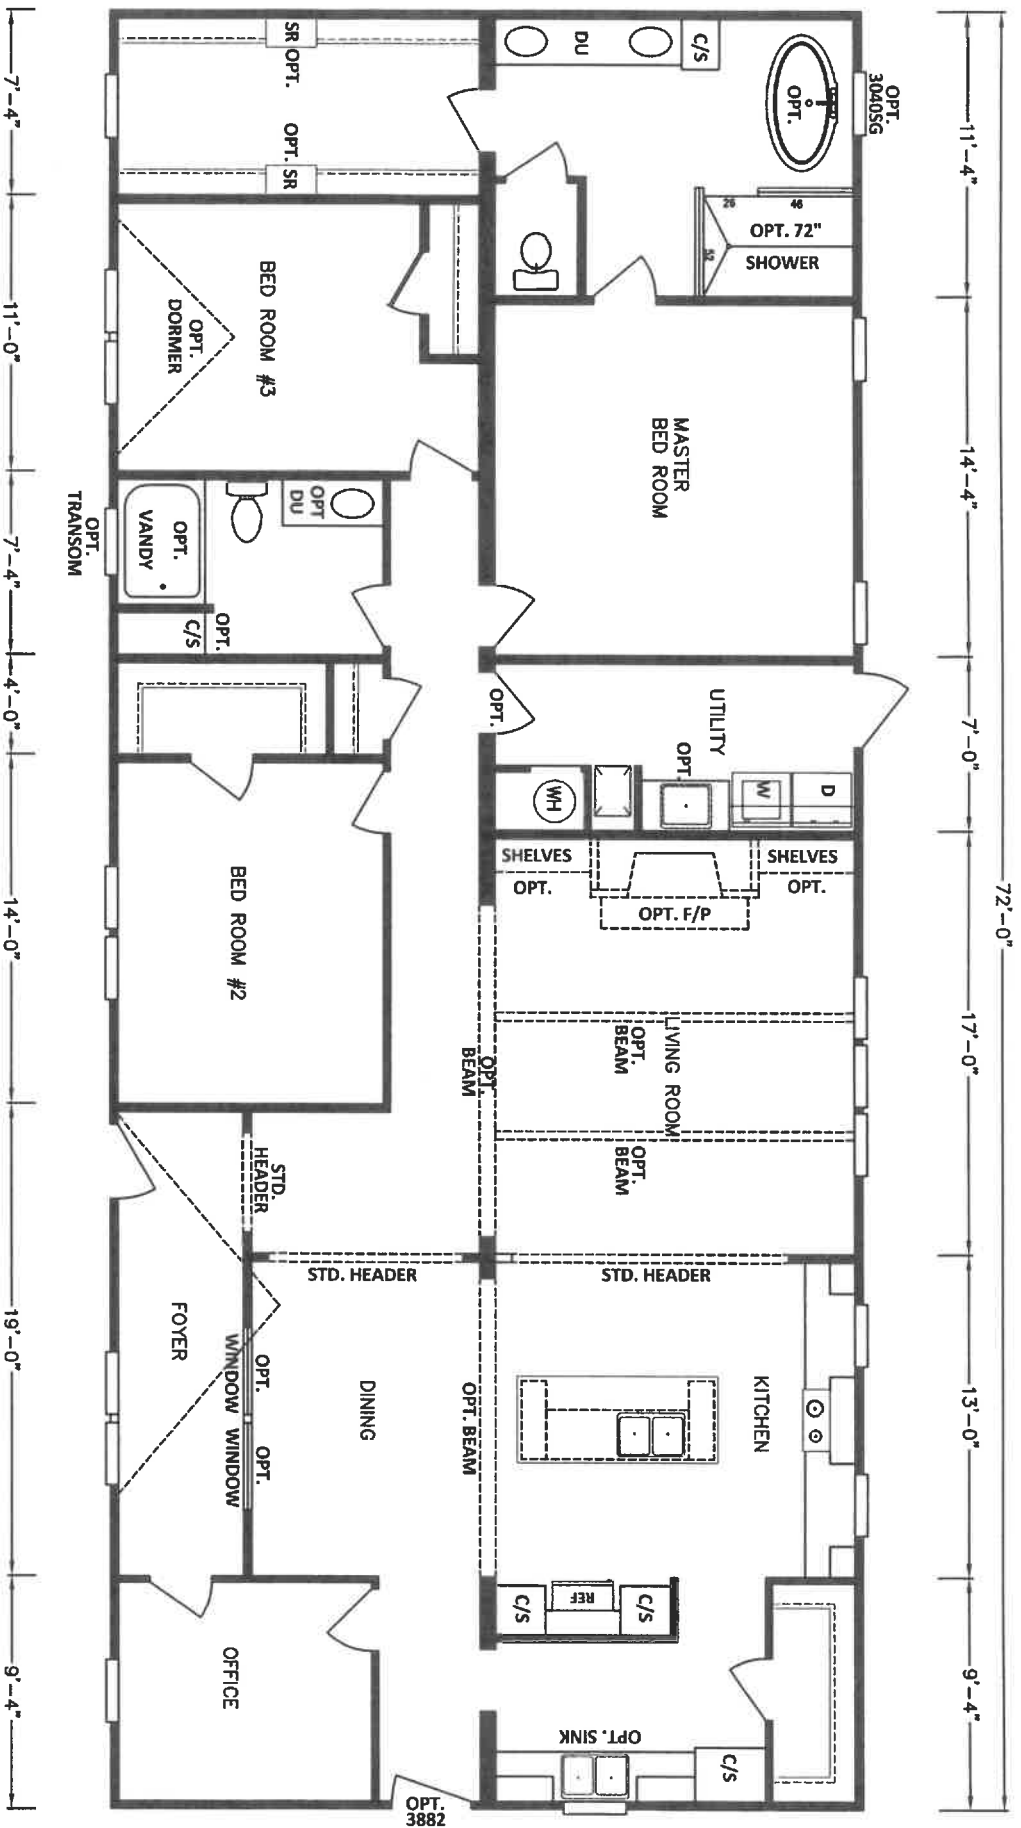 72'-0"
11'-4"
14'-4"
7'-0"
17'-0"
13'-0"
9'-4"
OPT.
3040SG
SR OPT.
OPT. SR
DU
C/S
OPT.
26
46
52
OPT. 72"
SHOWER
BED ROOM #3
OPT.
DORMER
MASTER
BED ROOM
OPT
DU
OPT.
VANDY
OPT.
C/S
OPT.
TRANSOM
OPT.
UTILITY
OPT.
WH
W
D
BED ROOM #2
SHELVES
OPT.
OPT. F/P
SHELVES
OPT.
LIVING ROOM
OPT.
BEAM
OPT.
BEAM
OPT.
BEAM
STD.
HEADER
STD. HEADER
STD. HEADER
FOYER
OPT.
WINDOW
OPT.
WINDOW
DINING
OPT. BEAM
KITCHEN
C/S
REF
C/S
OFFICE
OPT. SINK
C/S
OPT.
3882
7'-4"
11'-0"
7'-4"
4'-0"
14'-0"
19'-0"
9'-4"